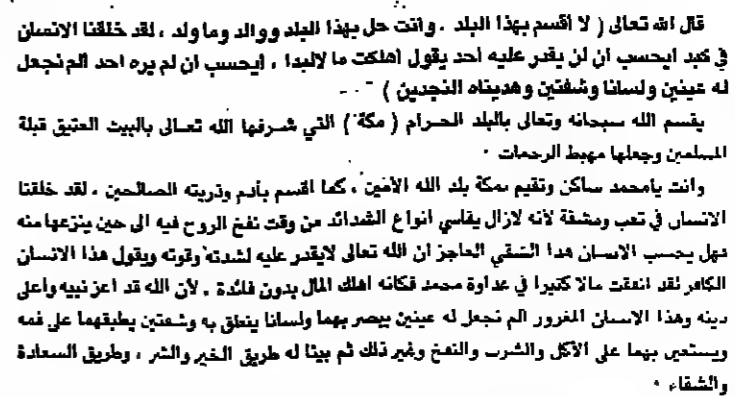 قال الله تعالى ( لا أقسم بهذا البلد . وانت حل بهذا البلد ووالد وما ولد ، لقد خلقنا الانسان
في كبد ايحسب ان لن يقدر عليه احد يقول أهلكت ما لالبدا ، ايحسب ان لم يره احد ألم نجعل
له عينين ولسانا وشفتين وهديناه النجدين )
يقسم الله سبحانه وتعالى بالبلد الحرام ( مكة ) التي شرفها الله تعالى بالبيت العتيق قبلة
المسلمين وجعلها مهبط الرحمات .
وانت يامحمد ساكن وتقيم بمكة بلد الله الأمين ، كما اقسم بآدم وذريته الصالحين ، لقد خلقنا
الانسان في تعب ومشقة لأنه لازال يقاسي انواع الشدائد من وقت نفخ الروح فيه الى حين ينزعها منه
فهل يحسب الانسان هدا الشقي العاجز ان الله تعالى لايقدر عليه لشدته وقوته ويقول هذا الانسان
الكافر لقد انفقت مالا كثيرا في عداوة محمد فكانه اهلك المال بدون فائدة . لأن الله قد اعز نبيه واعلى
دينه وهذا الانسان المغرور الم نجعل له عينين يبصر بهما ولسانا ينطق به وشفتين يطبقهما على فمه
ويستعين بهما على الأكل والشرب والنفخ وغير ذلك ثم بينا له طريق الخير والشر ، وطريق السعادة
والشقاء .